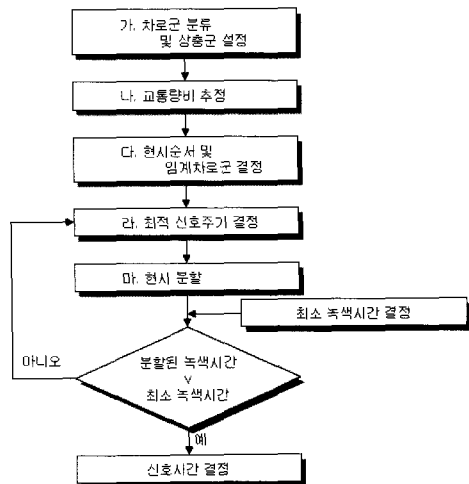 가. 차로군 분류
및 상충군 설정
나. 교통량비 추정
다. 현시순서 및
임계차로군 결정
라. 최적 신호주기 결정
마. 현시 분할
최소 녹색시간 결정
아니오
분할된 녹색시간
V
최소 녹색시간
예
신호시간 결정